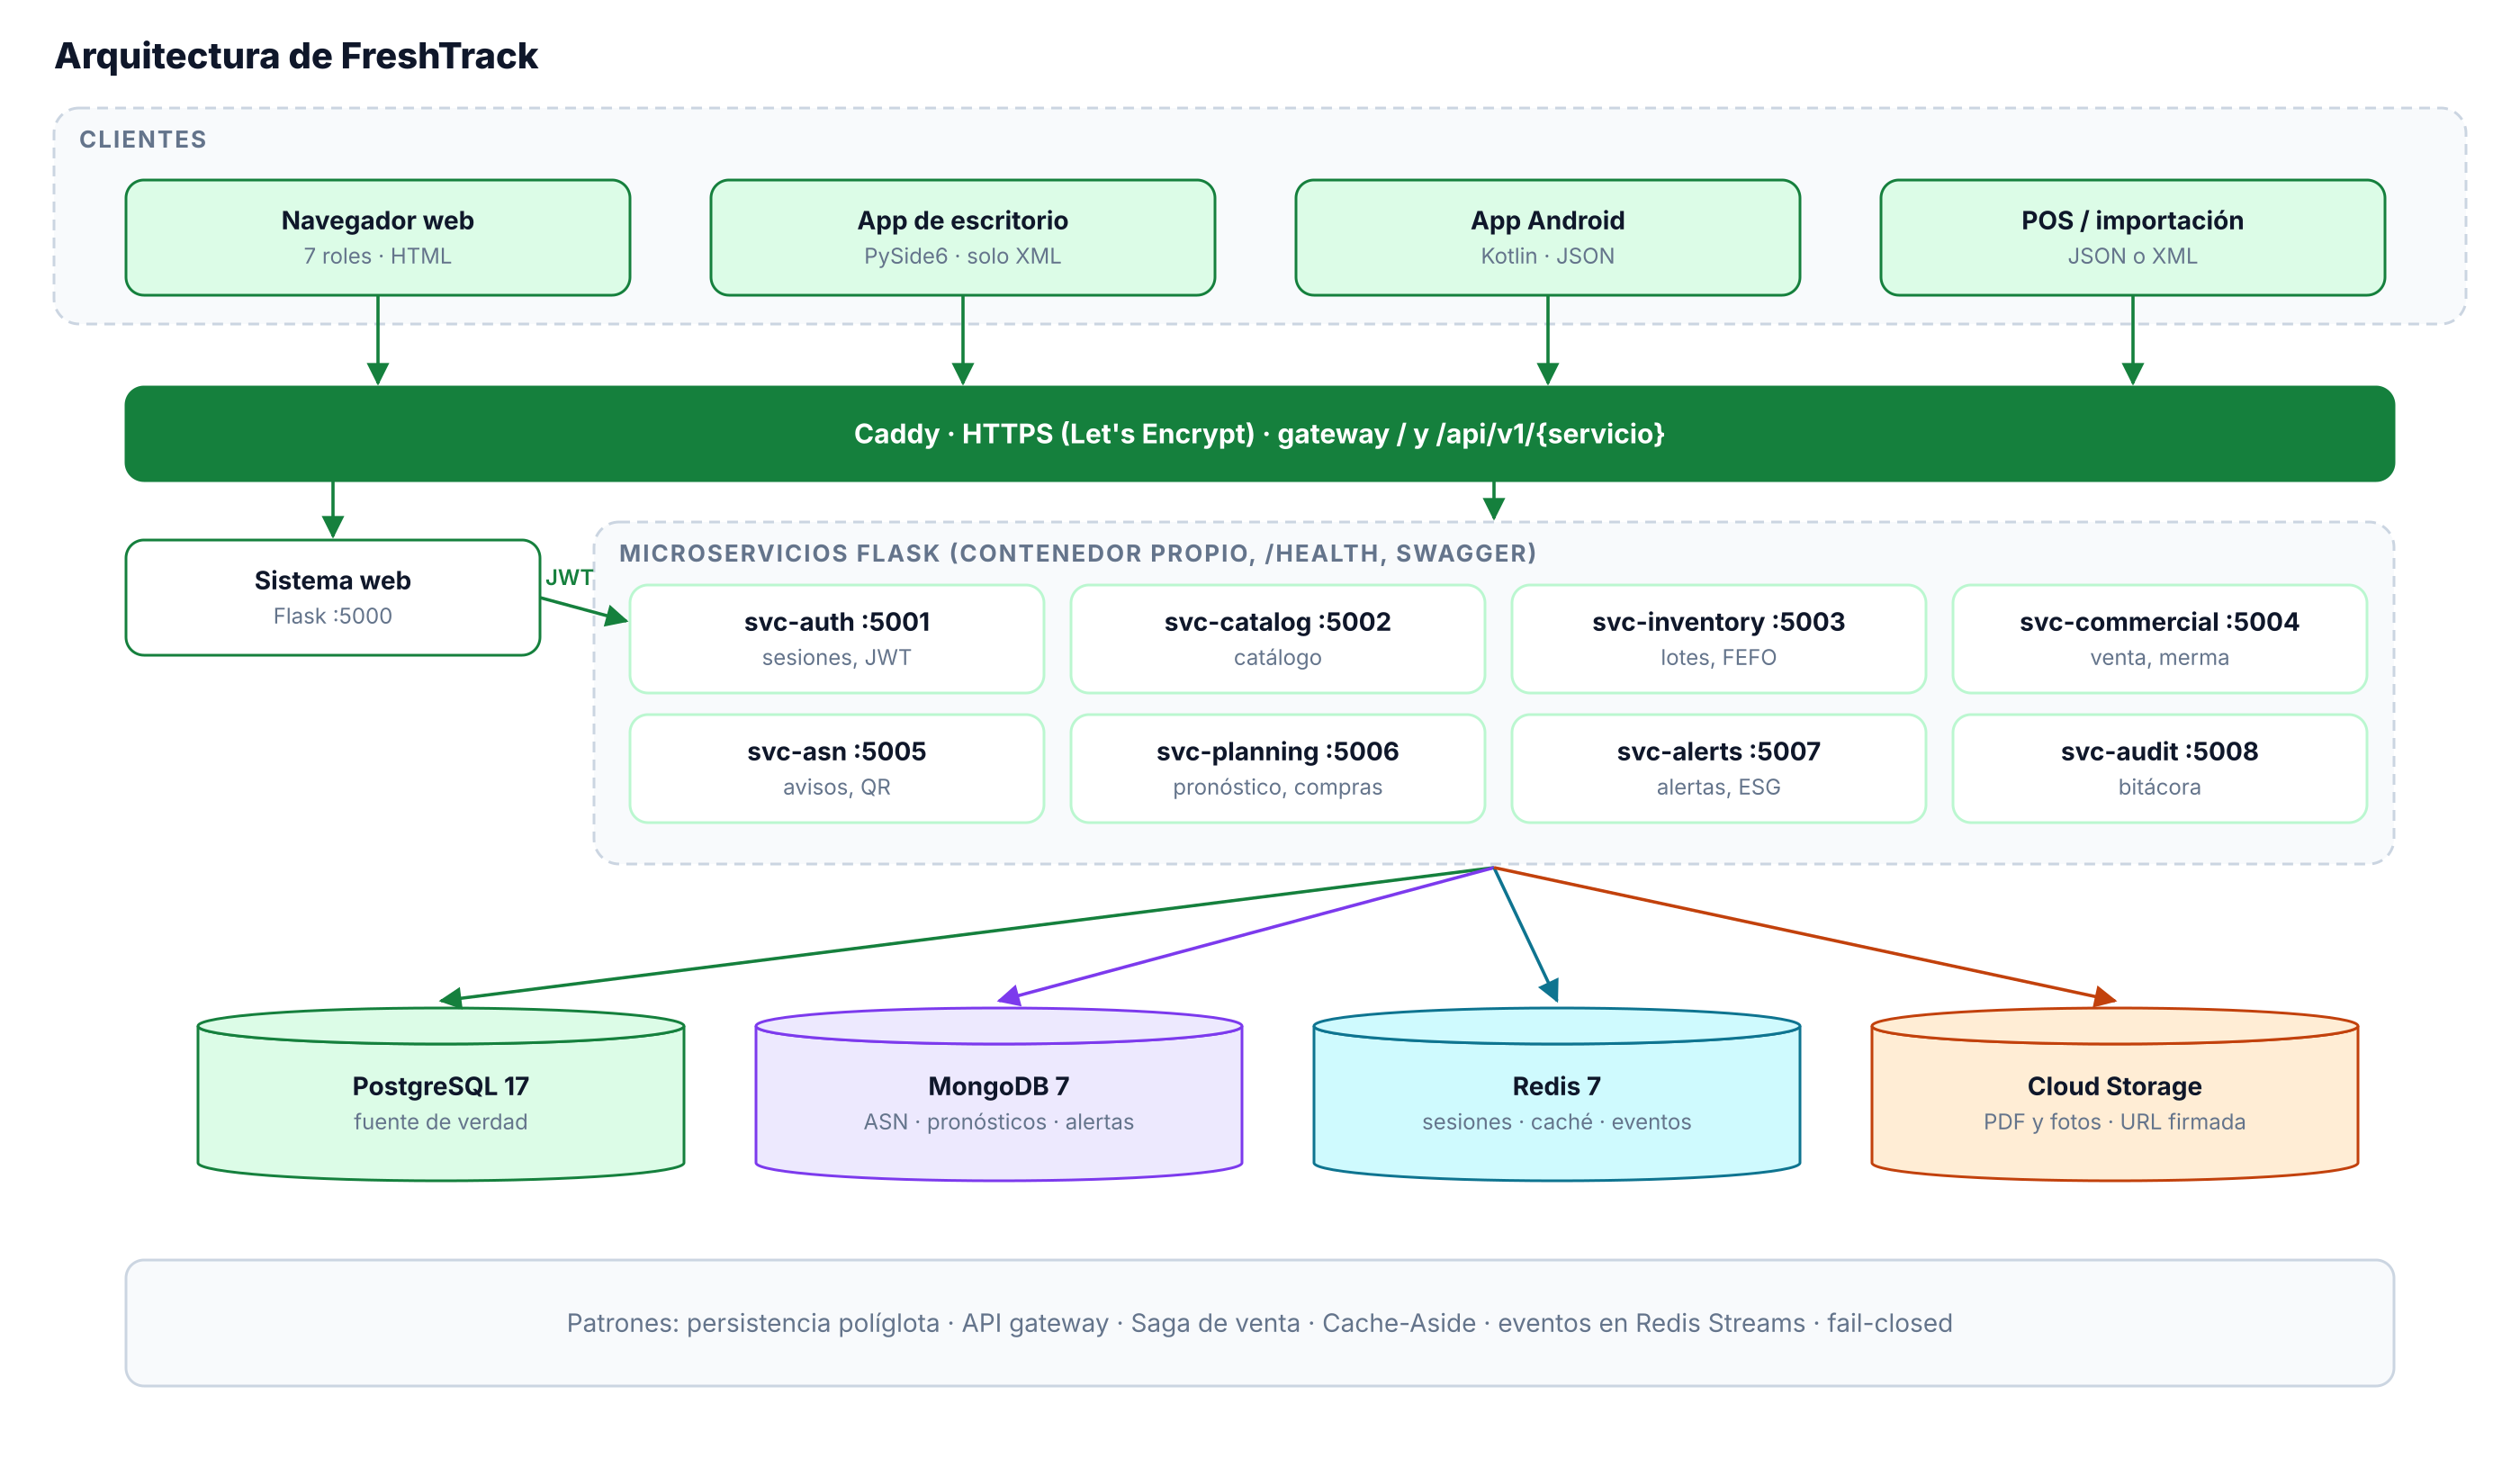 Arquitectura de FreshTrack
CLIENTES
Navegador web
7 roles · HTML
App de escritorio
PySide6 · solo XML
App Android
Kotlin · JSON
POS / importación
JSON o XML
Caddy · HTTPS (Let's Encrypt) · gateway / y /api/v1/{servicio}
Sistema web
Flask :5000
JWT
MICROSERVICIOS FLASK (CONTENEDOR PROPIO, /HEALTH, SWAGGER)
svc-auth :5001
sesiones, JWT
svc-catalog :5002
catálogo
svc-inventory :5003
lotes, FEFO
svc-commercial :5004
venta, merma
svc-asn :5005
avisos, QR
svc-planning :5006
pronóstico, compras
svc-alerts :5007
alertas, ESG
svc-audit :5008
bitácora
PostgreSQL 17
fuente de verdad
MongoDB 7
ASN · pronósticos · alertas
Redis 7
sesiones · caché · eventos
Cloud Storage
PDF y fotos · URL firmada
Patrones: persistencia políglota · API gateway · Saga de venta · Cache-Aside · eventos en Redis Streams · fail-closed